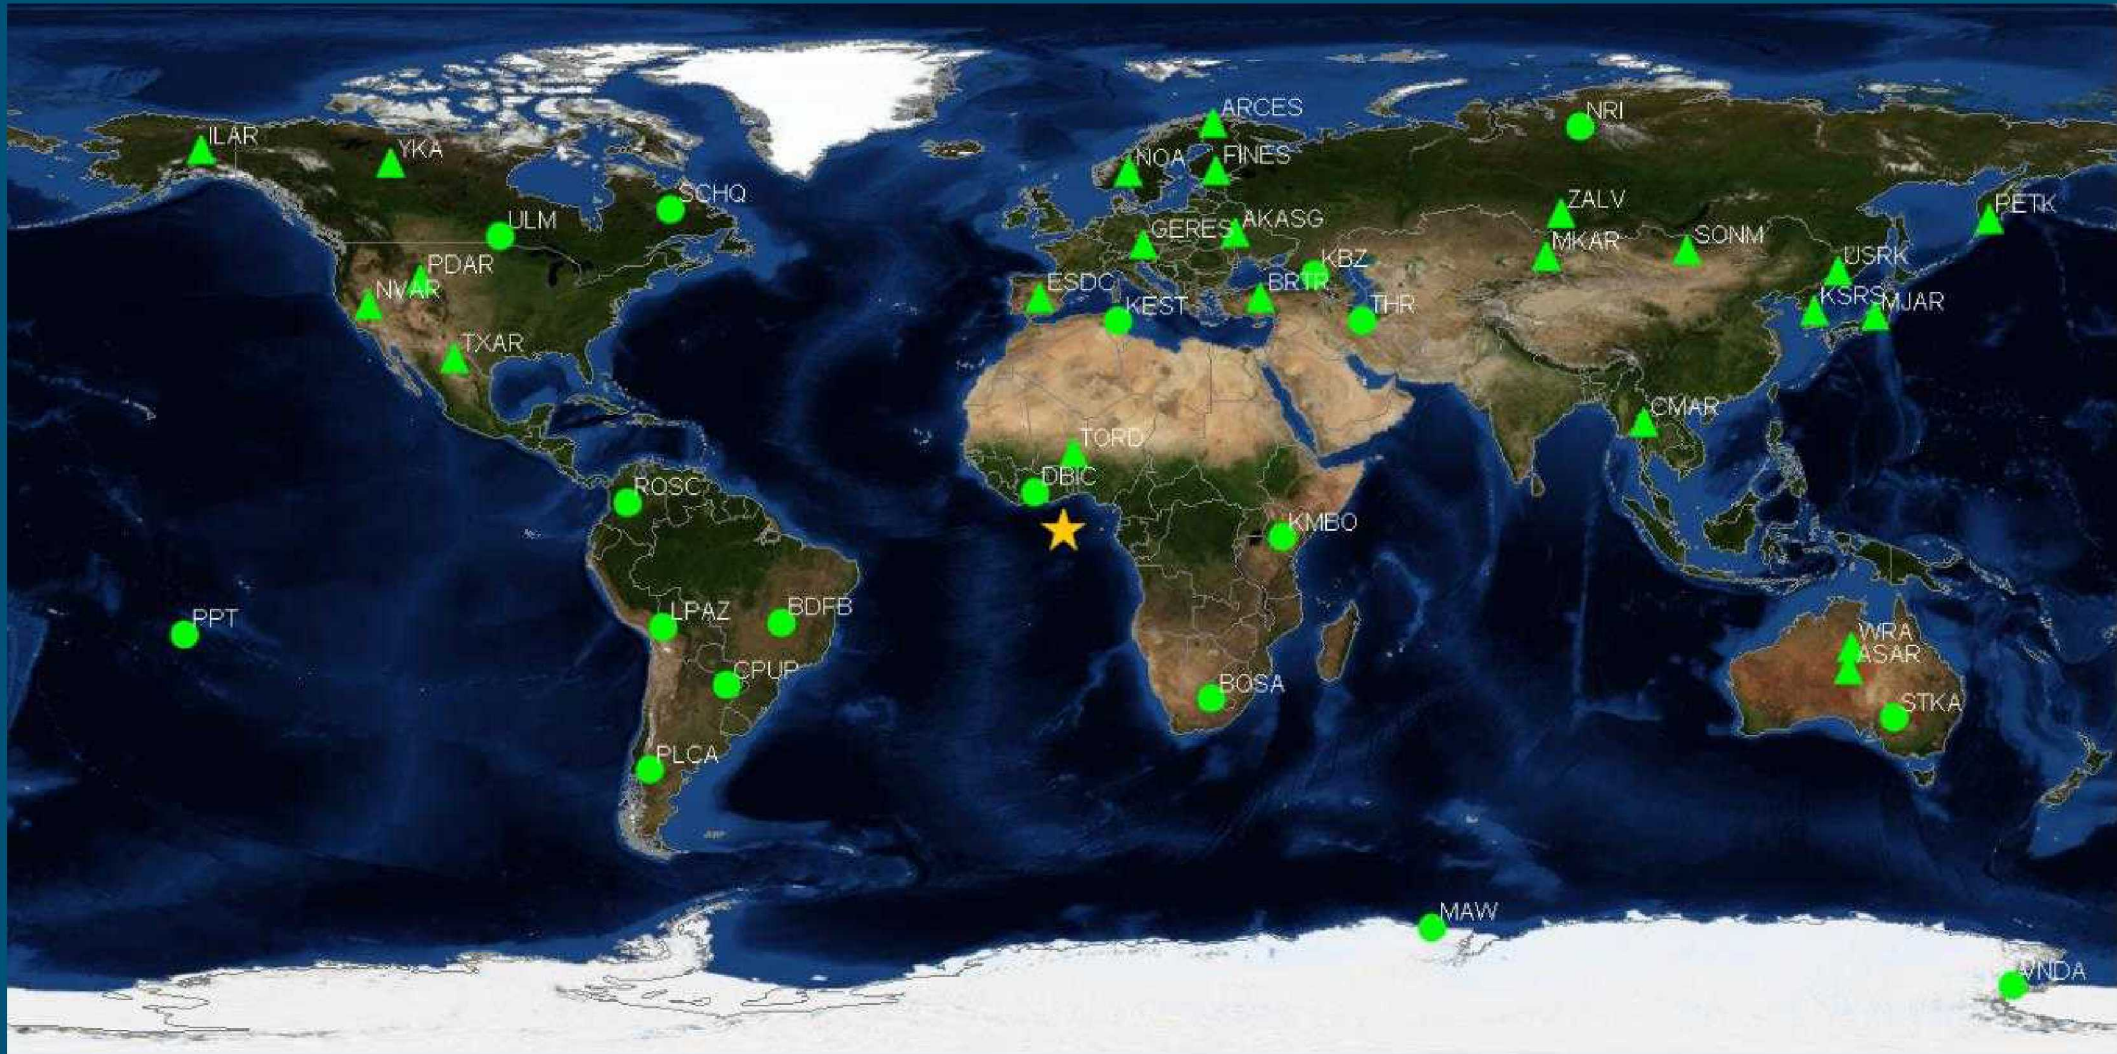 ARCES
NRI
ILAR
YKA
NOA
FINES
SCHQ
ZALV
PETK
ULM
GERES
AKASG
MKAR
SONM
PDAR
KBZ
USRK
NVAR
ESDC
BRTR
KEST
THR
KSRS
MJAR
TXAR
CMAR
TORD
DBIC
ROSC
KMBO
PPT
LPAZ
BDFB
WRA
ASAR
CPUP
BOSA
STKA
PLCA
MAW
VNDA